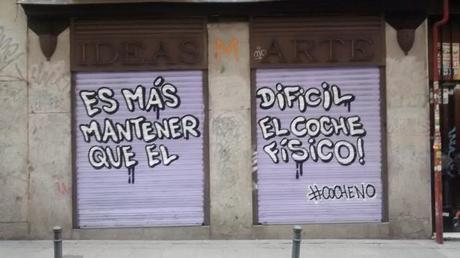 IDEAS M ARTE
ES MÁS
MANTENER
QUE EL
DIFICIL
EL COCHE
FÍSICO!
#COCHENO